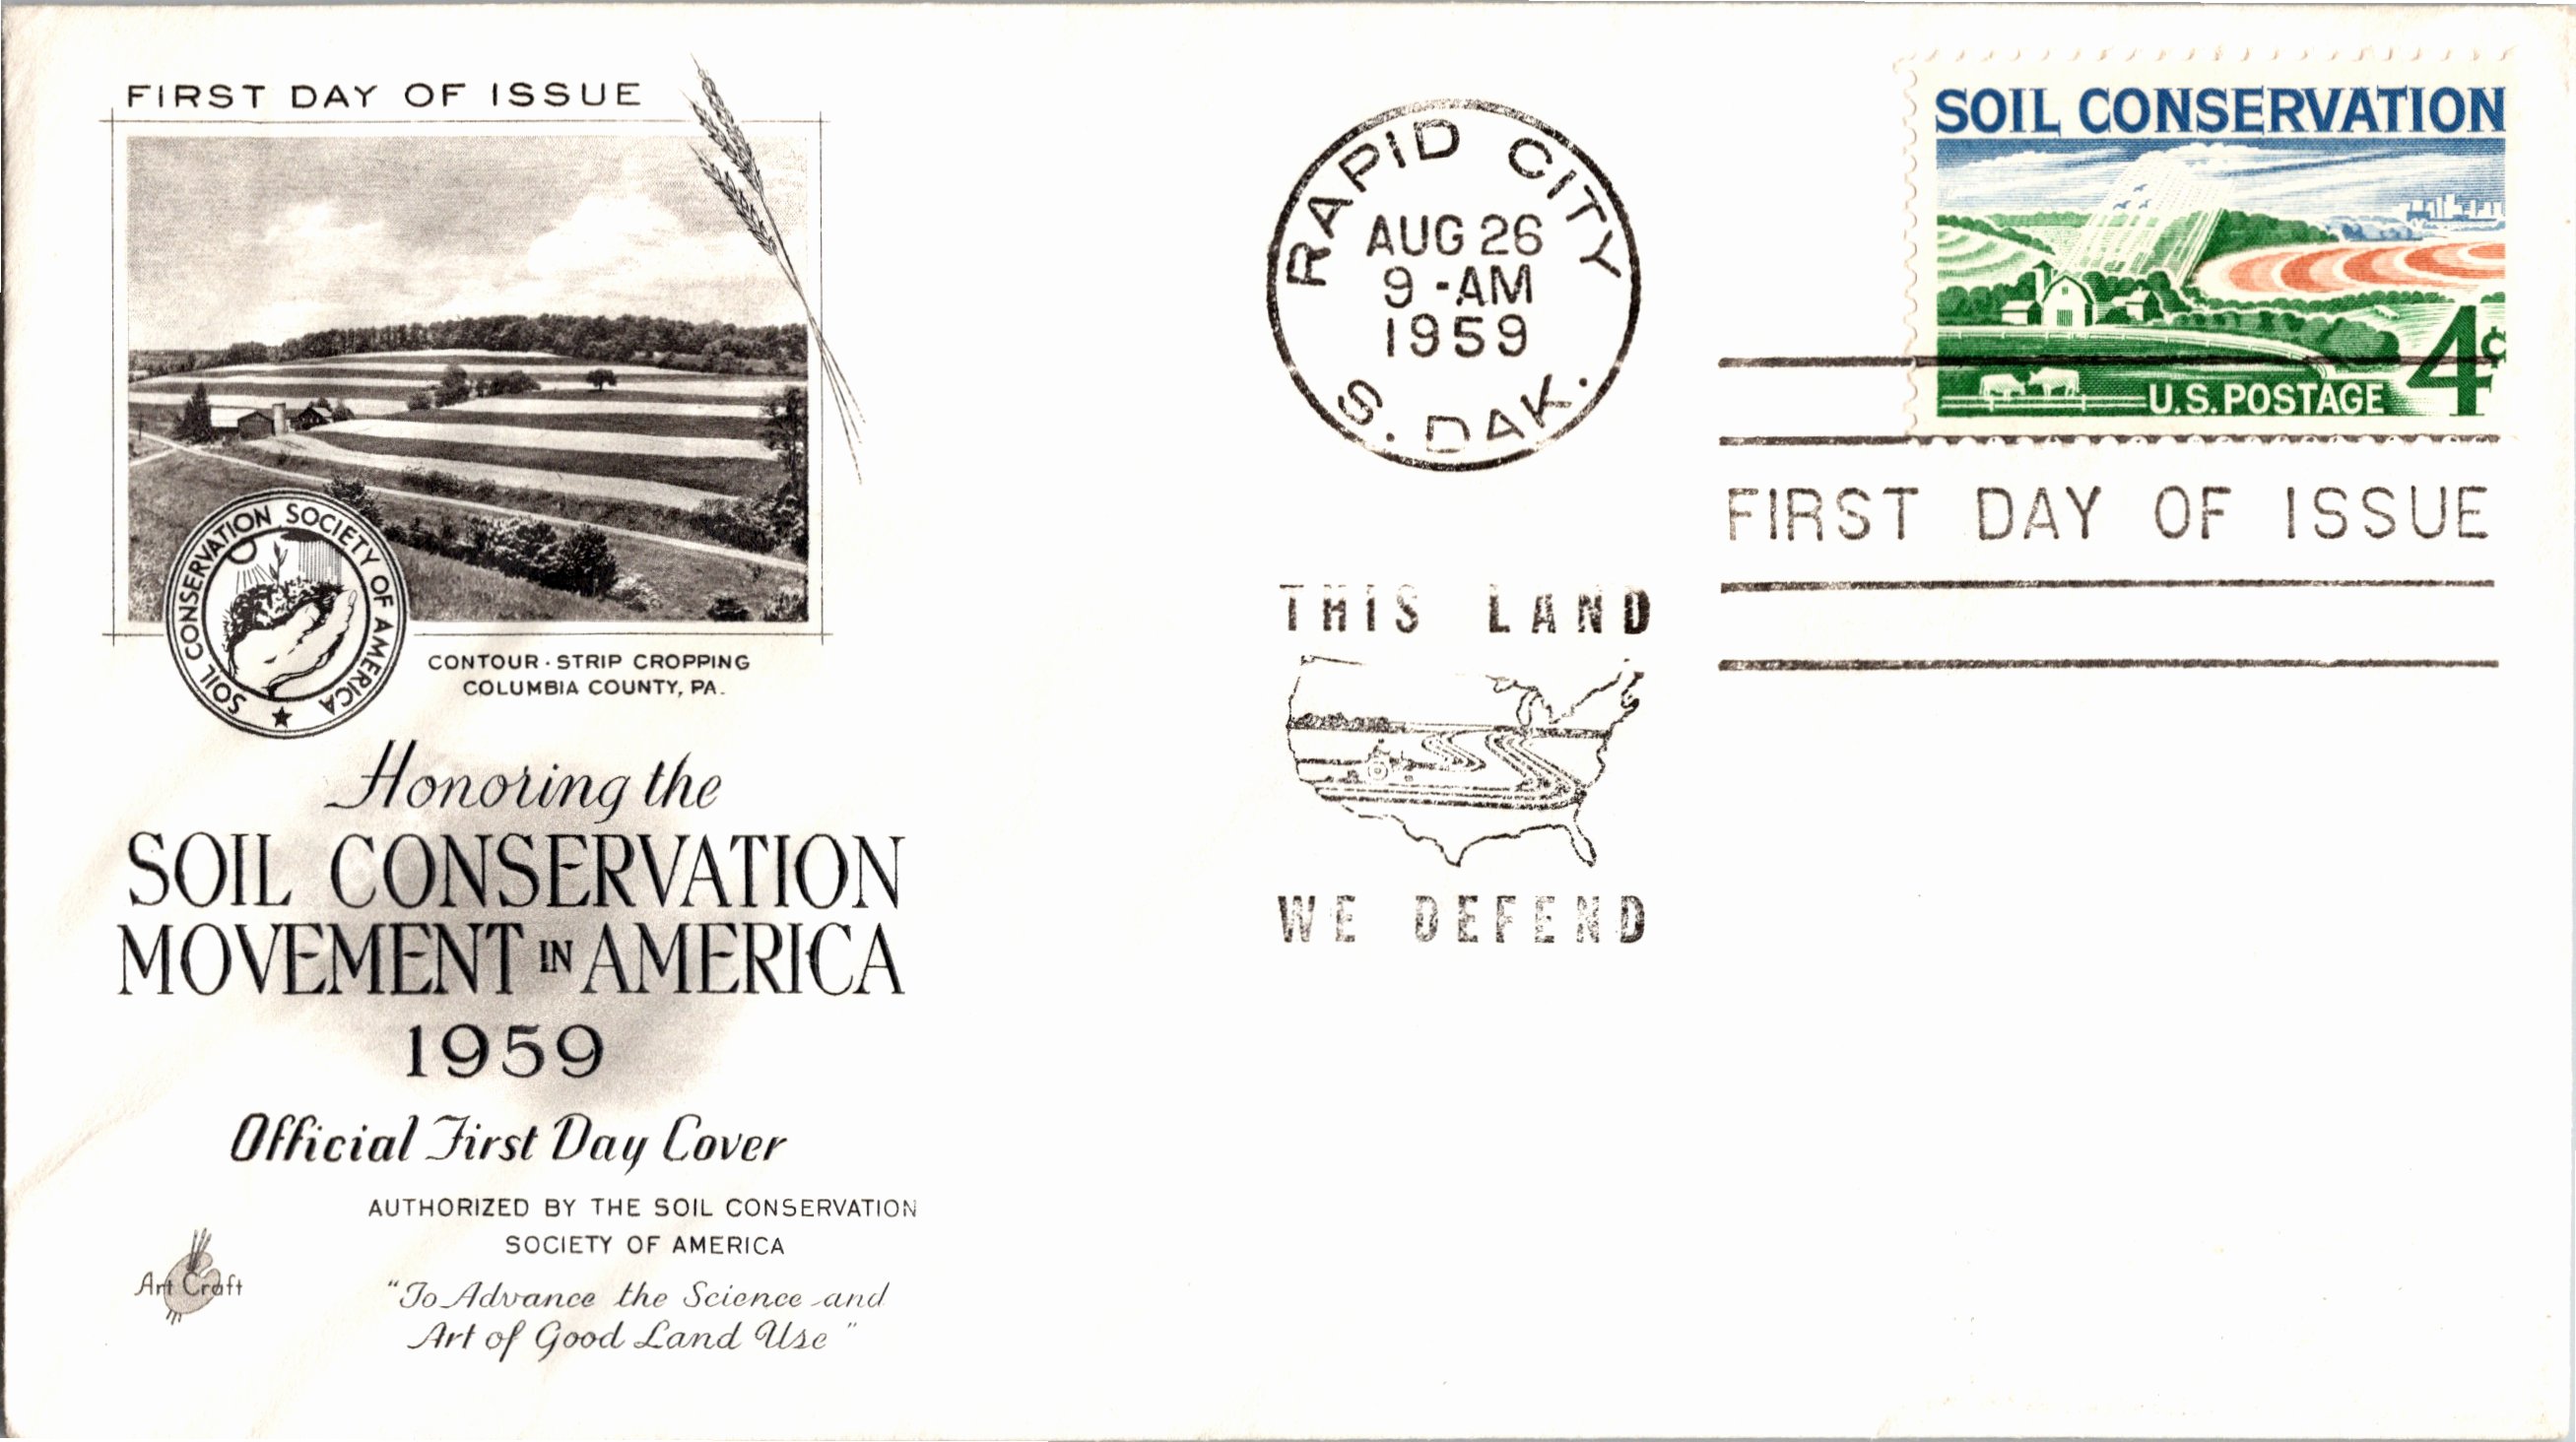 FIRST DAY OF ISSUE
SOIL CONSERVATION SOCIETY OF AMERICA
CONTOUR · STRIP CROPPING
COLUMBIA COUNTY, PA.
Honoring the
SOIL CONSERVATION
MOVEMENT IN AMERICA
1959
Official First Day Cover
AUTHORIZED BY THE SOIL CONSERVATION
SOCIETY OF AMERICA
Art Craft
"To Advance the Science and
Art of Good Land Use"
RAPID CITY
AUG 26
9 -AM
1959
S. DAK.
THIS LAND
WE DEFEND
SOIL CONSERVATION
4¢
U.S. POSTAGE
FIRST DAY OF ISSUE